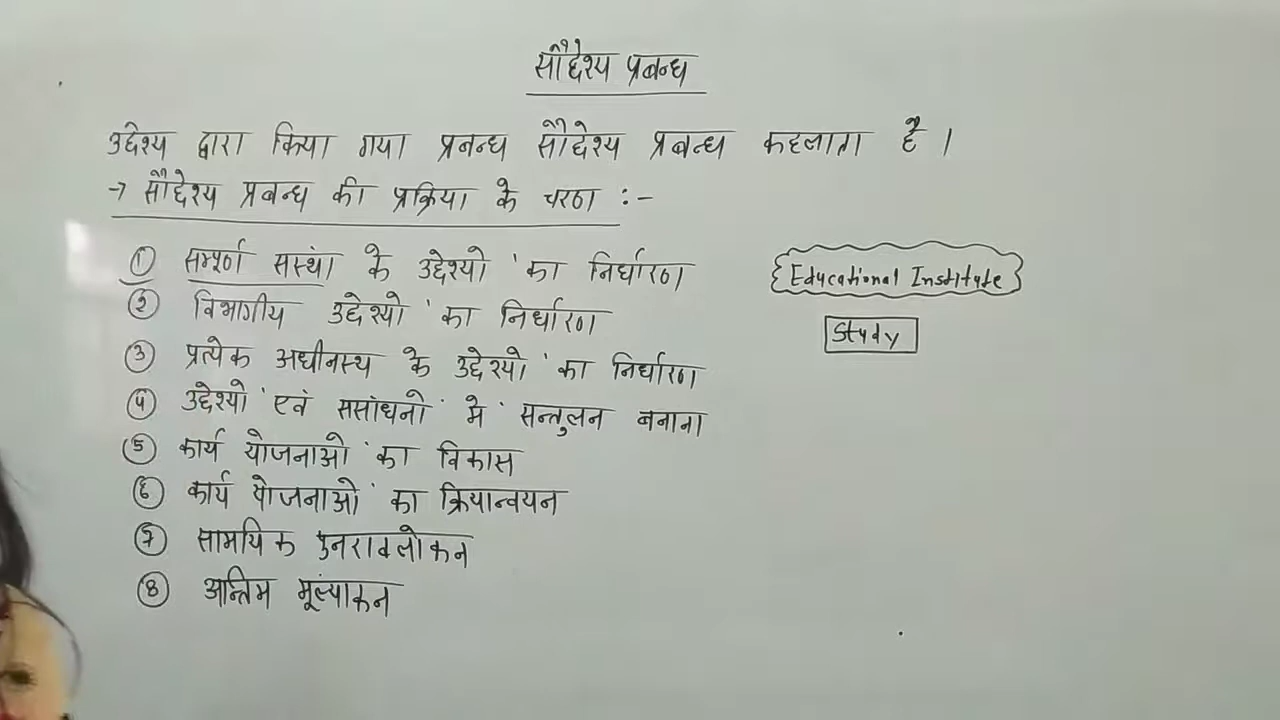 सौद्देश्य प्रबन्ध
उद्देश्य द्वारा किया गया प्रबन्ध सौद्देश्य प्रबन्ध कहलाता है ।
→ सौद्देश्य प्रबन्ध की प्रक्रिया के चरण :-
① सम्पूर्ण संस्था के उद्देश्यों का निर्धारण
② विभागीय उद्देश्यों का निर्धारण
③ प्रत्येक अधीनस्थ के उद्देश्यों का निर्धारण
④ उद्देश्यों एवं संसाधनों में सन्तुलन बनाना
⑤ कार्य योजनाओं का विकास
⑥ कार्य योजनाओं का क्रियान्वयन
⑦ सामयिक पुनरावलोकन
⑧ अन्तिम मूल्यांकन
Educational Institute
Study